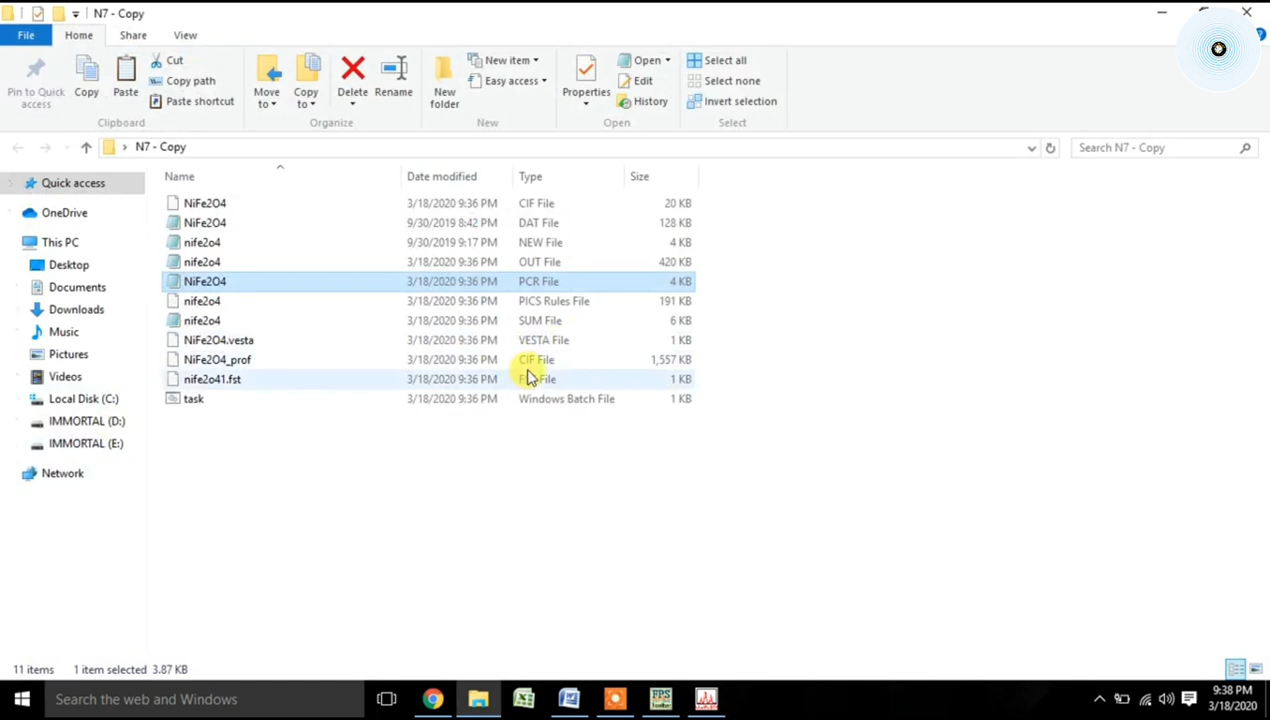 N7 - Copy
File Home Share View
Pin to Quick access
Copy
Paste
Cut
Copy path
Paste shortcut
Clipboard
Move to
Copy to
Delete
Rename
Organize
New folder
New item
Easy access
New
Properties
Open
Edit
History
Open
Select all
Select none
Invert selection
Select
N7 - Copy
Search N7 - Copy
Quick access
OneDrive
This PC
Desktop
Documents
Downloads
Music
Pictures
Videos
Local Disk (C:)
IMMORTAL (D:)
IMMORTAL (E:)
Network
Name Date modified Type Size
NiFe2O4 3/18/2020 9:36 PM CIF File 20 KB
NiFe2O4 9/30/2019 8:42 PM DAT File 128 KB
nife2o4 9/30/2019 9:17 PM NEW File 4 KB
nife2o4 3/18/2020 9:36 PM OUT File 420 KB
NiFe2O4 3/18/2020 9:36 PM PCR File 4 KB
nife2o4 3/18/2020 9:36 PM PICS Rules File 191 KB
nife2o4 3/18/2020 9:36 PM SUM File 6 KB
NiFe2O4.vesta 3/18/2020 9:36 PM VESTA File 1 KB
NiFe2O4_prof 3/18/2020 9:36 PM CIF File 1,557 KB
nife2o41.fst 3/18/2020 9:36 PM File 1 KB
task 3/18/2020 9:36 PM Windows Batch File 1 KB
11 items 1 item selected 3.87 KB
Search the web and Windows
9:38 PM
3/18/2020